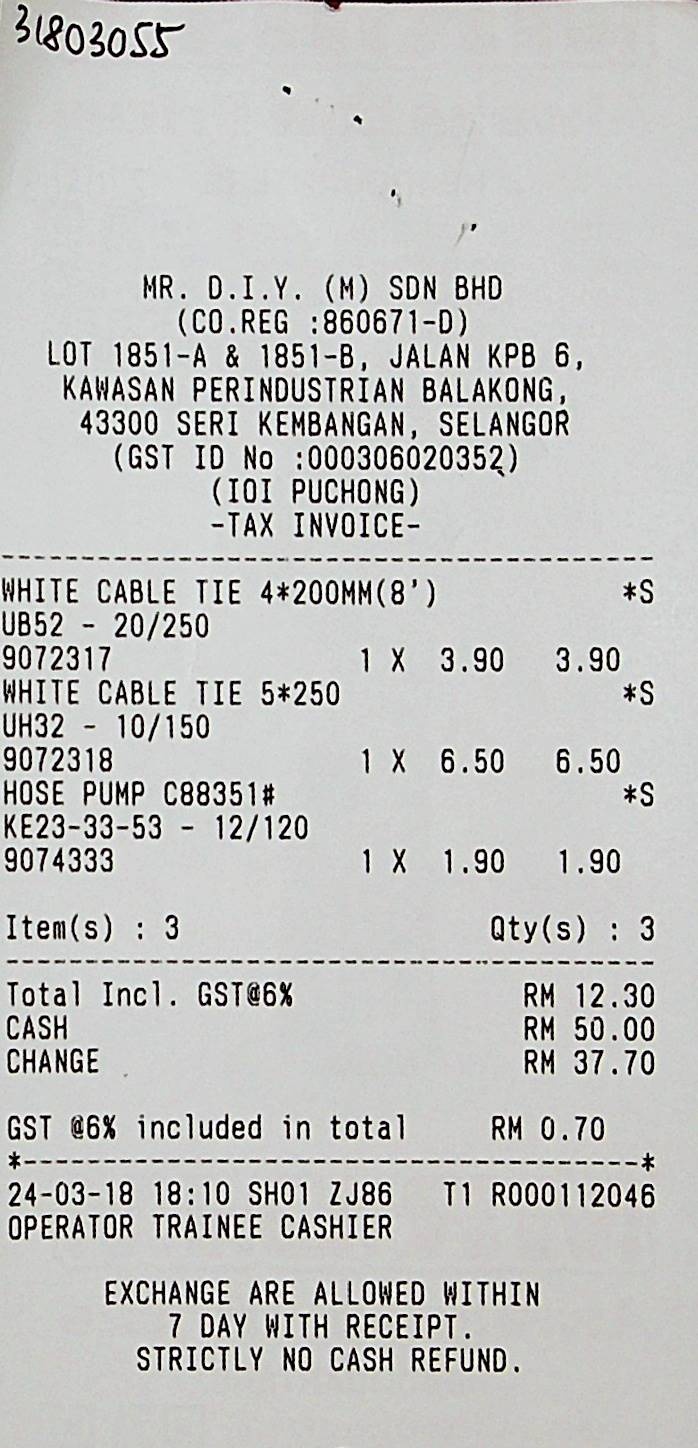 31803055
MR. D.I.Y. (M) SDN BHD
(CO.REG :860671-D)
LOT 1851-A & 1851-B, JALAN KPB 6,
KAWASAN PERINDUSTRIAN BALAKONG,
43300 SERI KEMBANGAN, SELANGOR
(GST ID No :000306020352)
(IOI PUCHONG)
-TAX INVOICE-
WHITE CABLE TIE 4*200MM(8') *S
UB52 - 20/250
9072317 1 X 3.90 3.90
WHITE CABLE TIE 5*250 *S
UH32 - 10/150
9072318 1 X 6.50 6.50
HOSE PUMP C88351# *S
KE23-33-53 - 12/120
9074333 1 X 1.90 1.90
Item(s) : 3 Qty(s) : 3
Total Incl. GST@6% RM 12.30
CASH RM 50.00
CHANGE RM 37.70
GST @6% included in total RM 0.70
*--------------------------------------*
24-03-18 18:10 SH01 ZJ86 T1 R000112046
OPERATOR TRAINEE CASHIER
EXCHANGE ARE ALLOWED WITHIN
7 DAY WITH RECEIPT.
STRICTLY NO CASH REFUND.